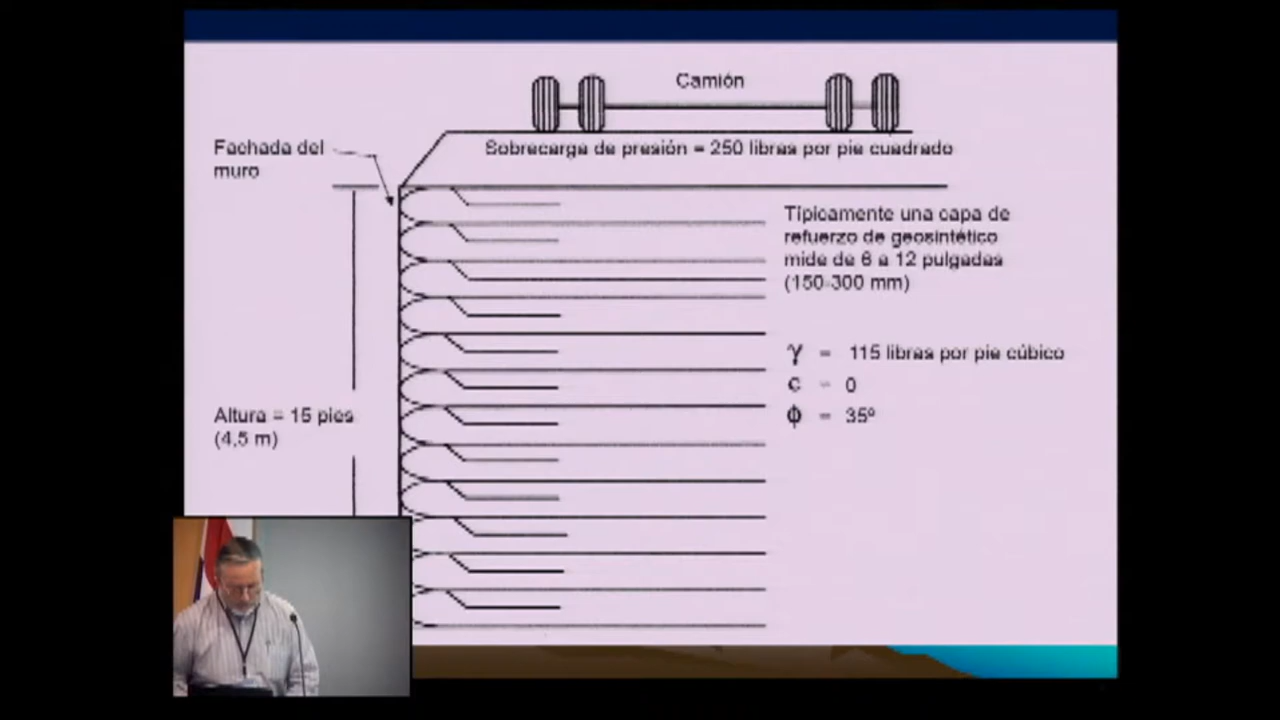 Camión
Fachada del
muro
Sobrecarga de presión = 250 libras por pie cuadrado
Típicamente una capa de
refuerzo de geosintético
mide de 6 a 12 pulgadas
(150-300 mm)
γ = 115 libras por pie cúbico
c = 0
ϕ = 35º
Altura = 15 pies
(4,5 m)